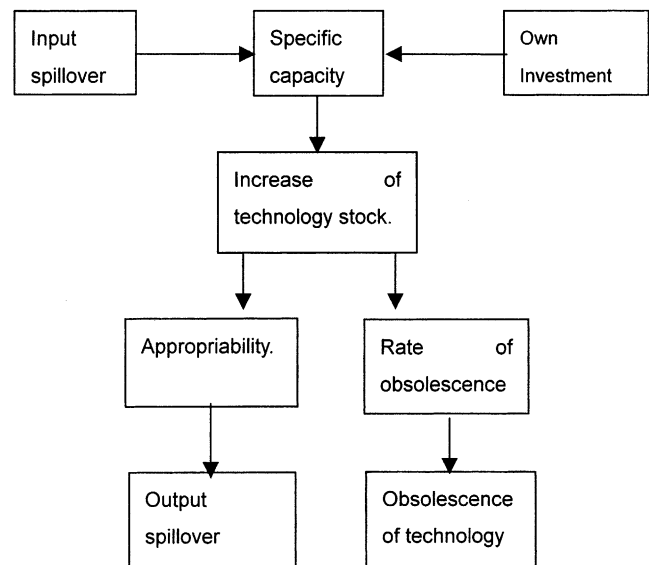 Input
spillover
Specific
capacity
Own
Investment
Increase of
technology stock.
Appropriability.
Rate of
obsolescence
Output
spillover
Obsolescence
of technology